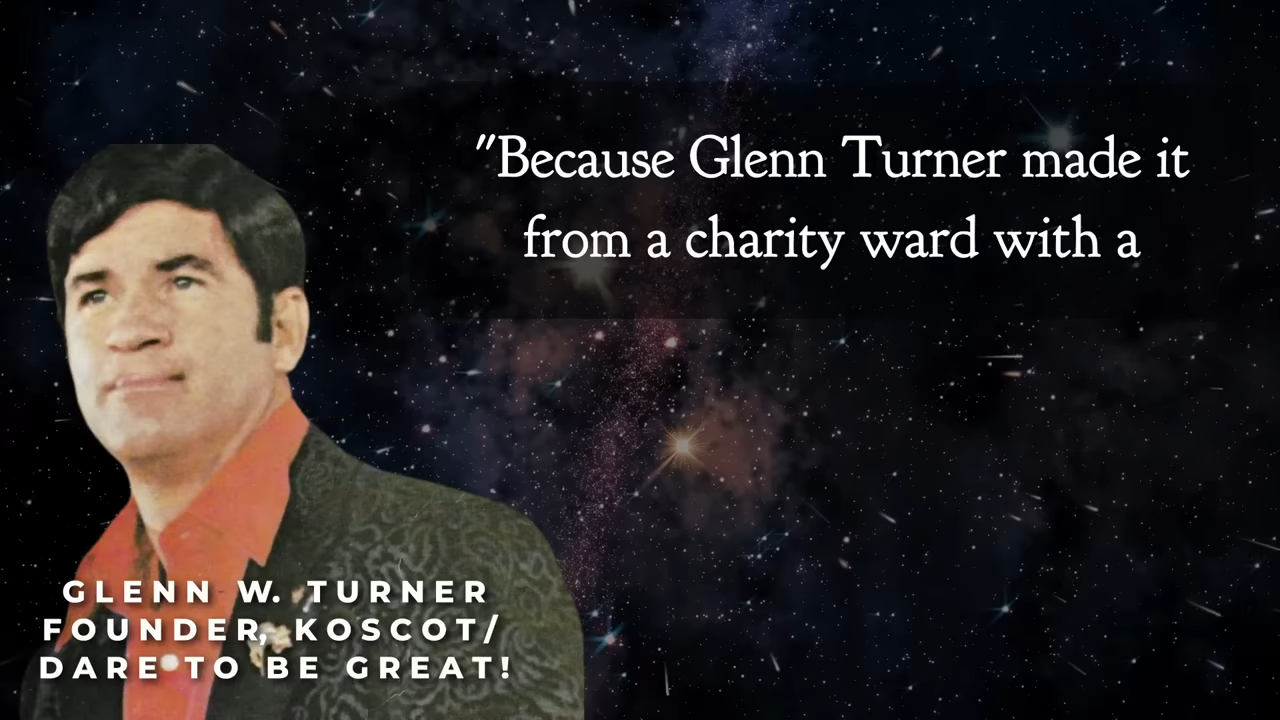 "Because Glenn Turner made it
from a charity ward with a
GLENN W. TURNER
FOUNDER, KOSCOT/
DARE TO BE GREAT!